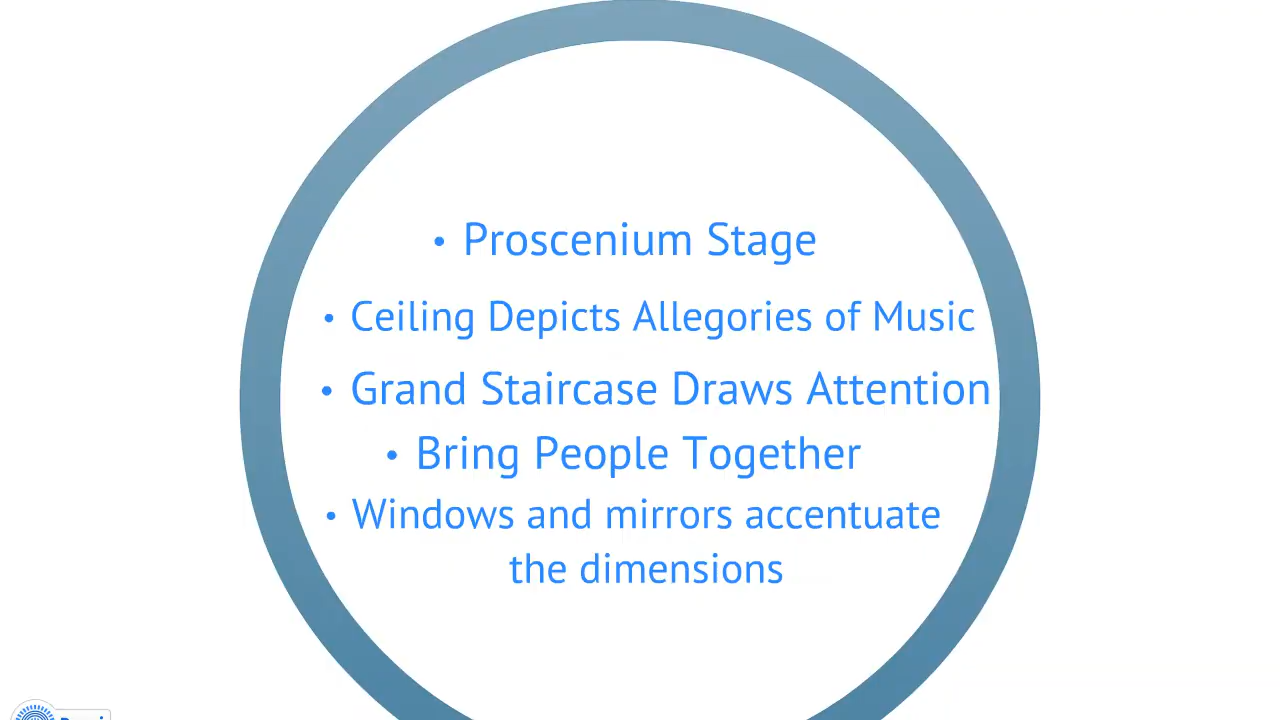 • Proscenium Stage
• Ceiling Depicts Allegories of Music
• Grand Staircase Draws Attention
• Bring People Together
• Windows and mirrors accentuate
the dimensions